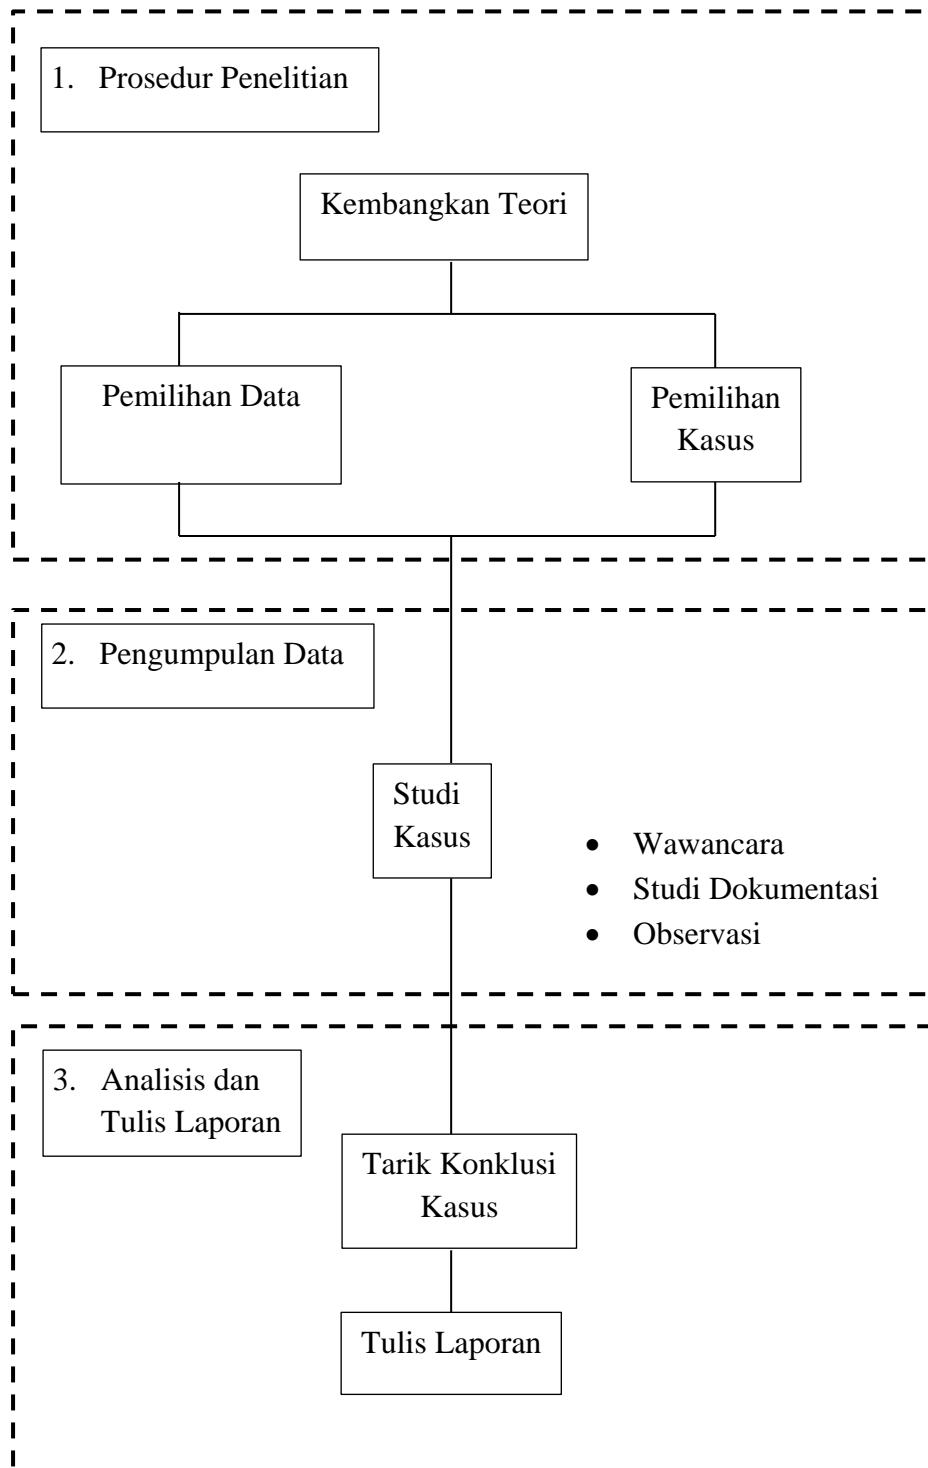 1. Prosedur Penelitian
Kembangkan Teori
Pemilihan Data
Pemilihan
Kasus
2. Pengumpulan Data
Studi
Kasus
• Wawancara
• Studi Dokumentasi
• Observasi
3. Analisis dan
Tulis Laporan
Tarik Konklusi
Kasus
Tulis Laporan